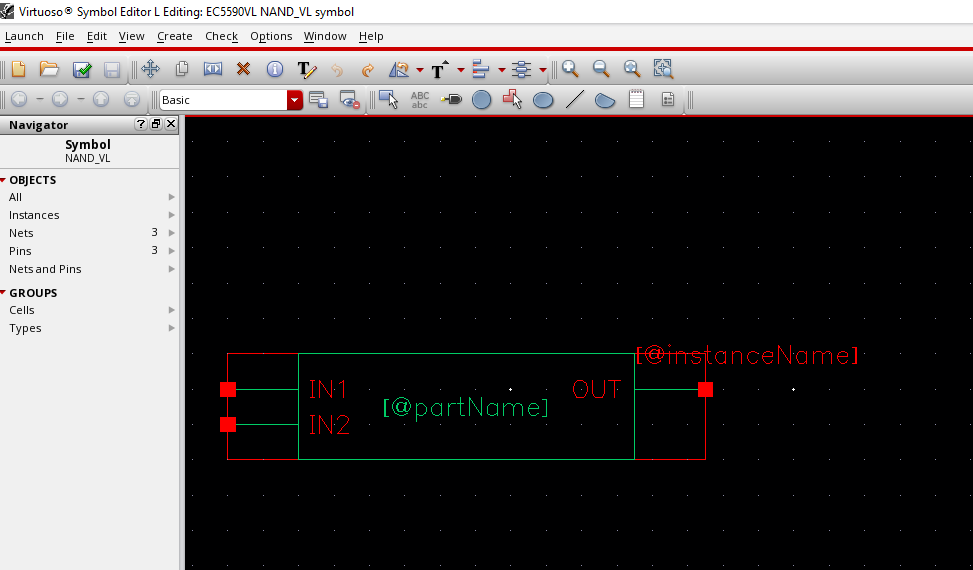 Virtuoso® Symbol Editor L Editing: EC5590VL NAND_VL symbol
Launch File Edit View Create Check Options Window Help
T T
Basic ABC
abc
Navigator ?
Symbol
NAND_VL
OBJECTS
All
Instances
Nets 3
Pins 3
Nets and Pins
GROUPS
Cells
Types
[@instanceName]
IN1 OUT
[@partName]
IN2